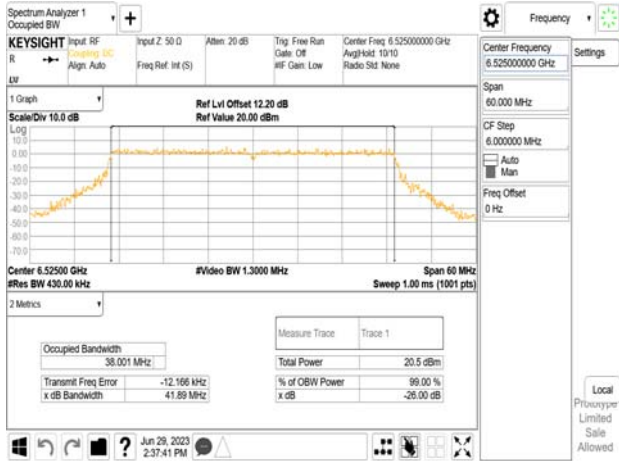 Spectrum Analyzer 1
Occupied BW
Frequency
KEYSIGHT
Input: RF
Coupling: DC
Align: Auto
Input Z: 50 Ω
Freq Ref: Int (S)
Atten: 20 dB
Trig: Free Run
Gate: Off
#IF Gain: Low
Center Freq: 6.525000000 GHz
Avg|Hold: 10/10
Radio Std: None
R
LXI
1 Graph
Scale/Div 10.0 dB
Ref Lvl Offset 12.20 dB
Ref Value 20.00 dBm
Log
10.0
0.00
-10.0
-20.0
-30.0
-40.0
-50.0
-60.0
-70.0
Center 6.52500 GHz
#Res BW 430.00 kHz
#Video BW 1.3000 MHz
Span 60 MHz
Sweep 1.00 ms (1001 pts)
2 Metrics
Measure Trace Trace 1
Occupied Bandwidth
38.001 MHz
Total Power 20.5 dBm
Transmit Freq Error -12.166 kHz
% of OBW Power 99.00 %
x dB Bandwidth 41.89 MHz
x dB -26.00 dB
Jun 29, 2023
2:37:41 PM
Center Frequency
6.525000000 GHz
Settings
Span
60.000 MHz
CF Step
6.000000 MHz
Auto
Man
Freq Offset
0 Hz
Local
Prototype
Limited
Sale
Allowed